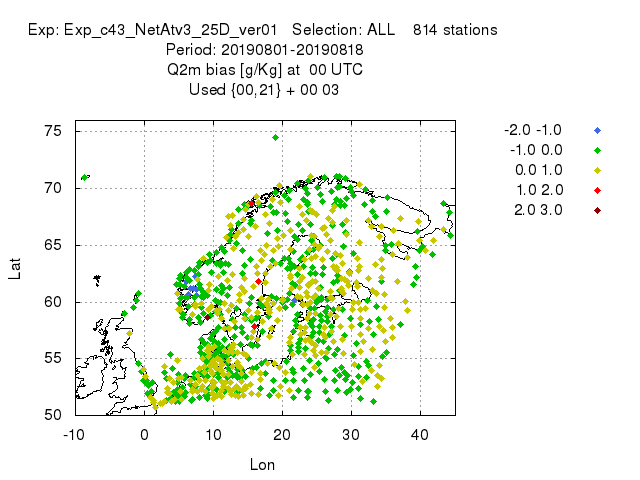 Exp: Exp_c43_NetAtv3_25D_ver01 Selection: ALL 814 stations
Period: 20190801-20190818
Q2m bias [g/Kg] at 00 UTC
Used {00,21} + 00 03
75
70
65
60
55
50
Lat
-10 0 10 20 30 40
Lon
-2.0 -1.0
-1.0 0.0
0.0 1.0
1.0 2.0
2.0 3.0